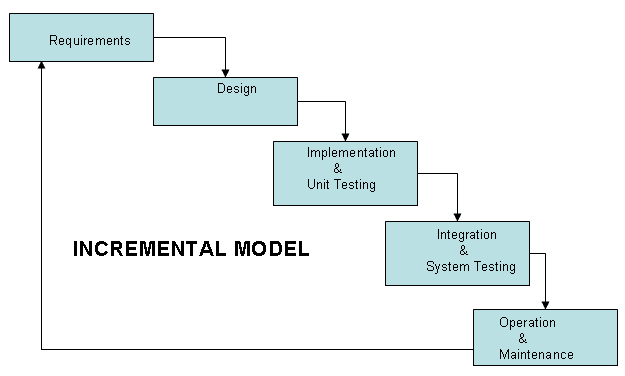 Requirements
Design
Implementation
&
Unit Testing
Integration
&
System Testing
INCREMENTAL MODEL
Operation
&
Maintenance